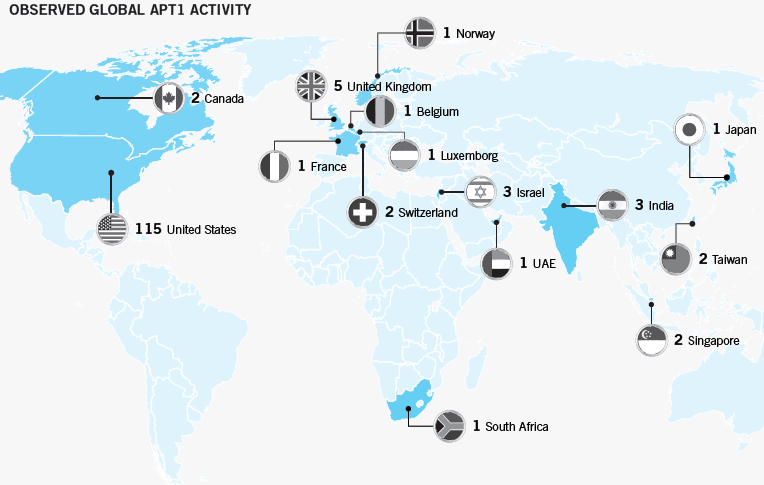 OBSERVED GLOBAL APT1 ACTIVITY
1 Norway
5 United Kingdom
2 Canada
1 Belgium
1 Japan
1 Luxemborg
1 France
3 Israel
3 India
2 Switzerland
115 United States
1 UAE
2 Taiwan
2 Singapore
1 South Africa